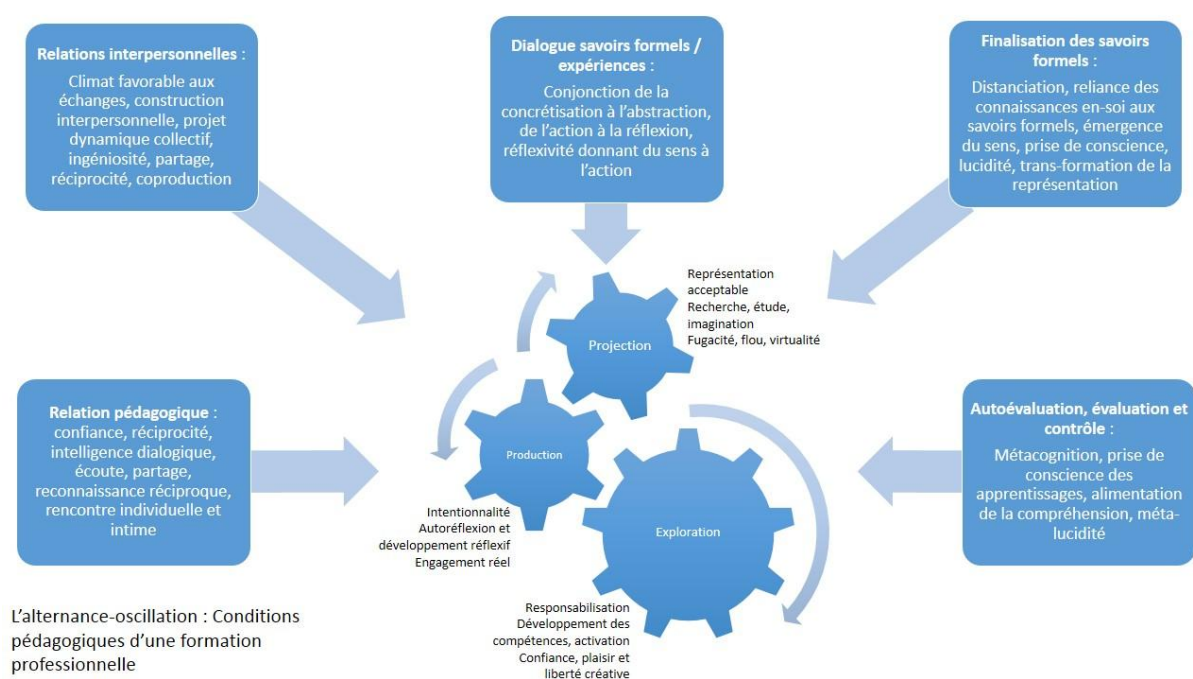 Relations interpersonnelles :
Climat favorable aux
échanges, construction
interpersonnelle, projet
dynamique collectif,
ingéniosité, partage,
réciprocité, coproduction
Dialogue savoirs formels /
expériences :
Conjonction de la
concrétisation à l’abstraction,
de l’action à la réflexion,
réflexivité donnant du sens à
l’action
Finalisation des savoirs
formels :
Distanciation, reliance des
connaissances en-soi aux
savoirs formels, émergence
du sens, prise de conscience,
lucidité, trans-formation de la
représentation
Projection
Représentation
acceptable
Recherche, étude,
imagination
Fugacité, flou, virtualité
Relation pédagogique :
confiance, réciprocité,
intelligence dialogique,
écoute, partage,
reconnaissance réciproque,
rencontre individuelle et
intime
Production
Intentionnalité
Autoréflexion et
développement réflexif
Engagement réel
Exploration
Responsabilisation
Développement des
compétences, activation
Confiance, plaisir et
liberté créative
Autoévaluation, évaluation et
contrôle :
Métacognition, prise de
conscience des
apprentissages, alimentation
de la compréhension, méta-
lucidité
L’alternance-oscillation : Conditions
pédagogiques d’une formation
professionnelle